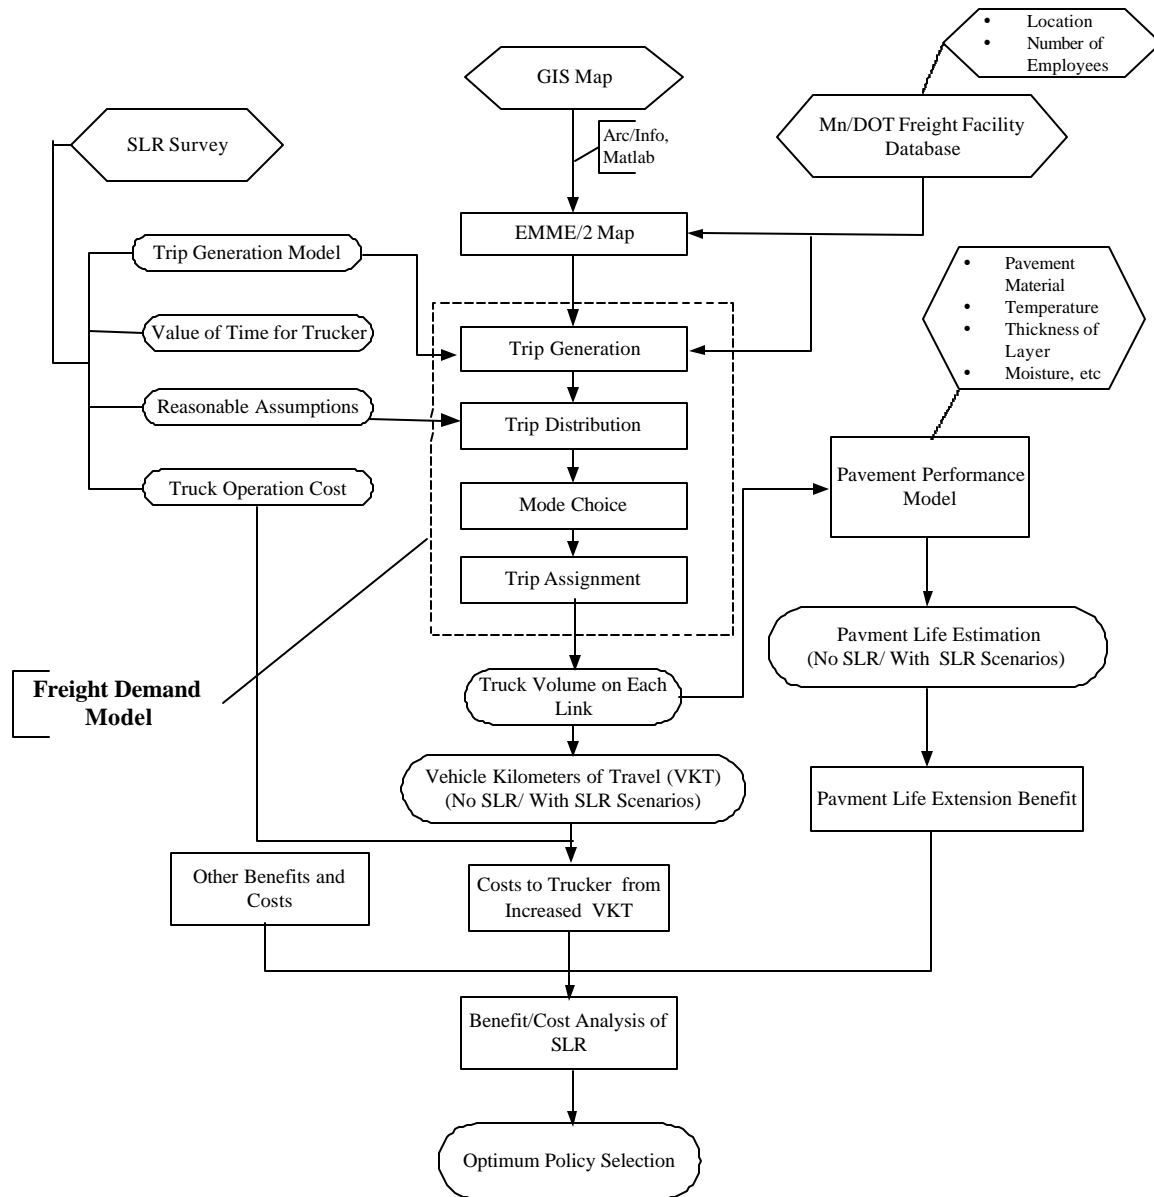 • Location
• Number of
Employees
GIS Map
Arc/Info,
Matlab
Mn/DOT Freight Facility
Database
SLR Survey
EMME/2 Map
Trip Generation Model
• Pavement
Material
• Temperature
• Thickness of
Layer
• Moisture, etc
Value of Time for Trucker
Trip Generation
Reasonable Assumptions
Trip Distribution
Truck Operation Cost
Mode Choice
Pavement Performance
Model
Trip Assignment
Pavment Life Estimation
(No SLR/ With SLR Scenarios)
Freight Demand
Model
Truck Volume on Each
Link
Vehicle Kilometers of Travel (VKT)
(No SLR/ With SLR Scenarios)
Pavment Life Extension Benefit
Other Benefits and
Costs
Costs to Trucker from
Increased VKT
Benefit/Cost Analysis of
SLR
Optimum Policy Selection